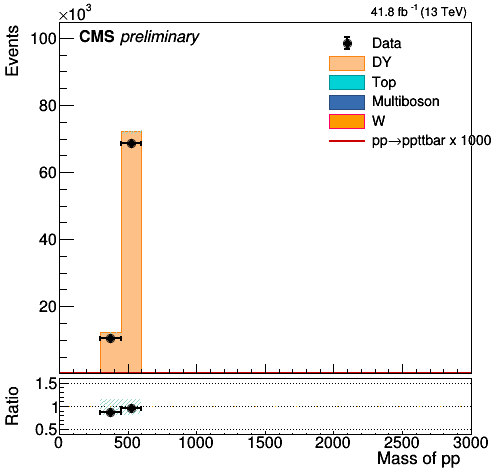 ×10³
41.8 fb⁻¹ (13 TeV)
CMS preliminary
Events
100
80
60
40
20
Data
DY
Top
Multiboson
W
pp→ppttbar x 1000
Ratio
1.5
1
0.5
0 500 1000 1500 2000 2500 3000
Mass of pp